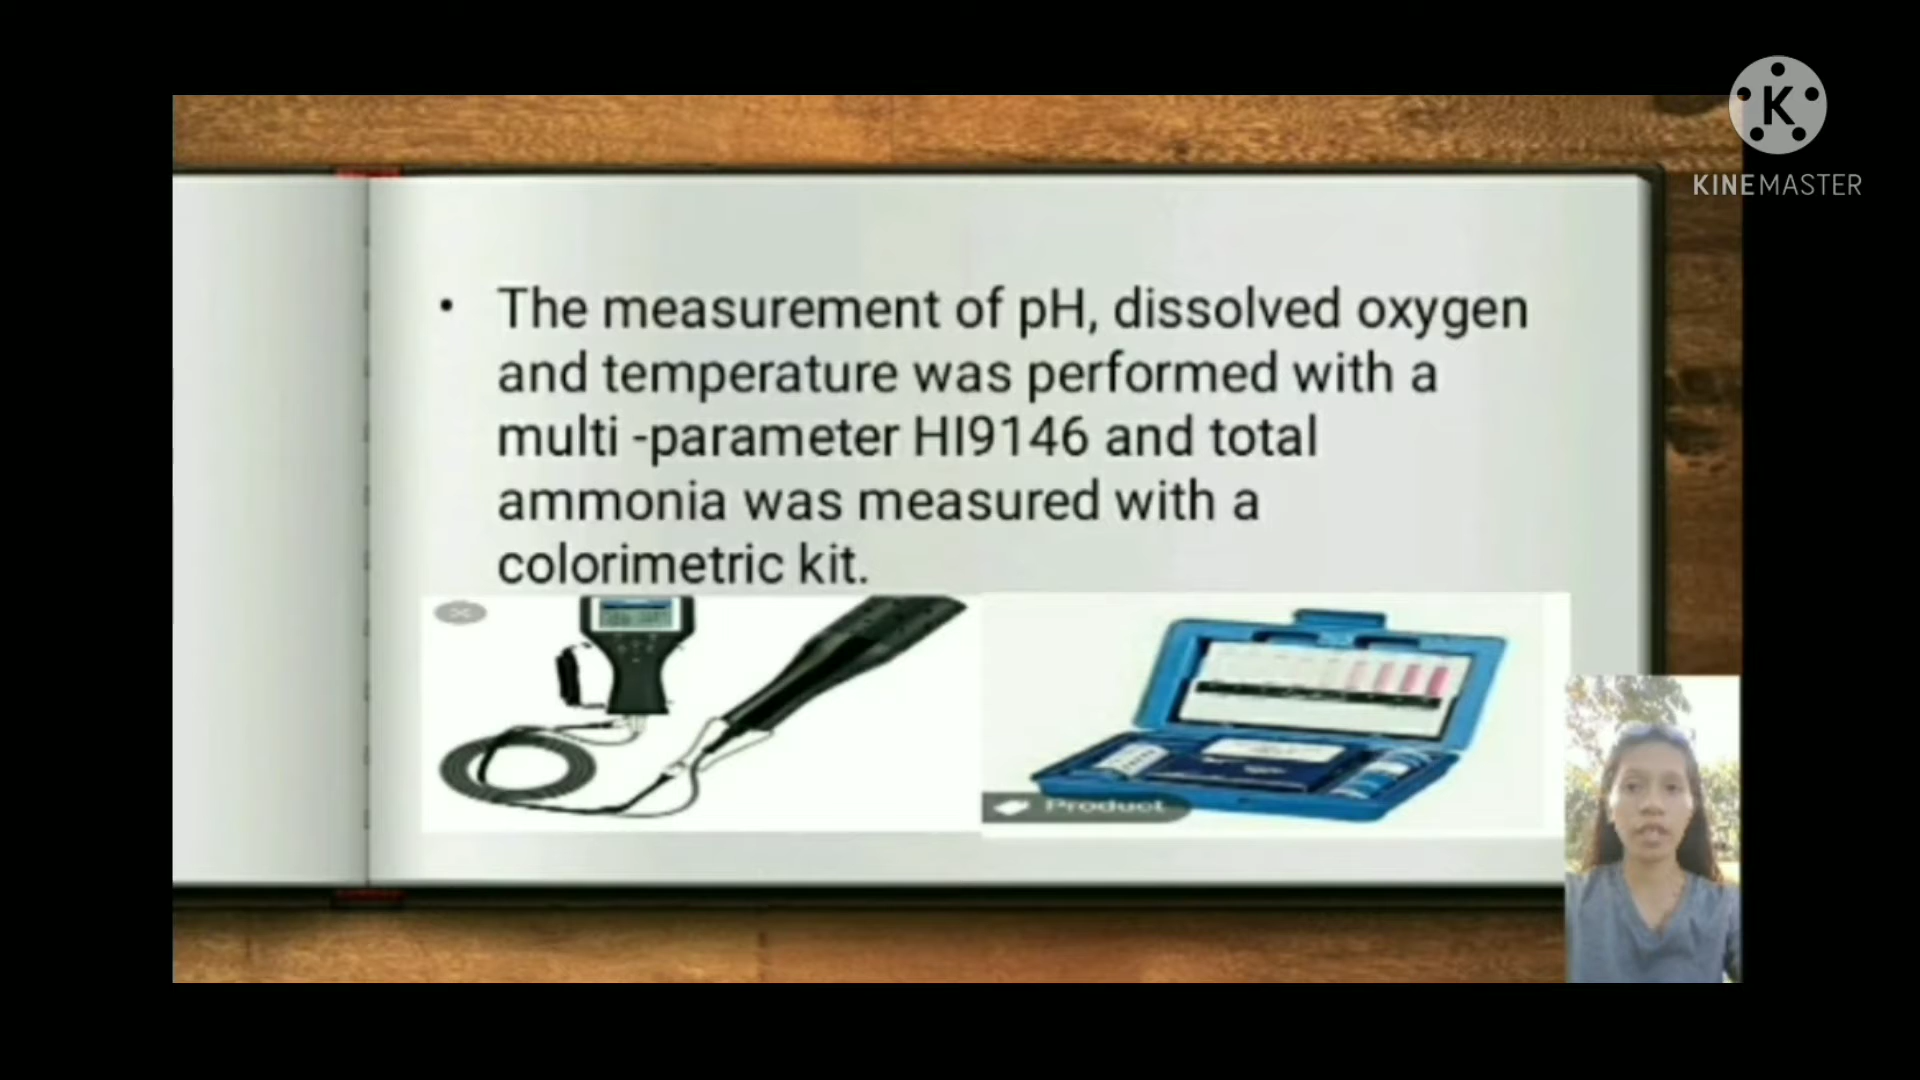 K
KINEMASTER
• The measurement of pH, dissolved oxygen
and temperature was performed with a
multi -parameter HI9146 and total
ammonia was measured with a
colorimetric kit.
Product